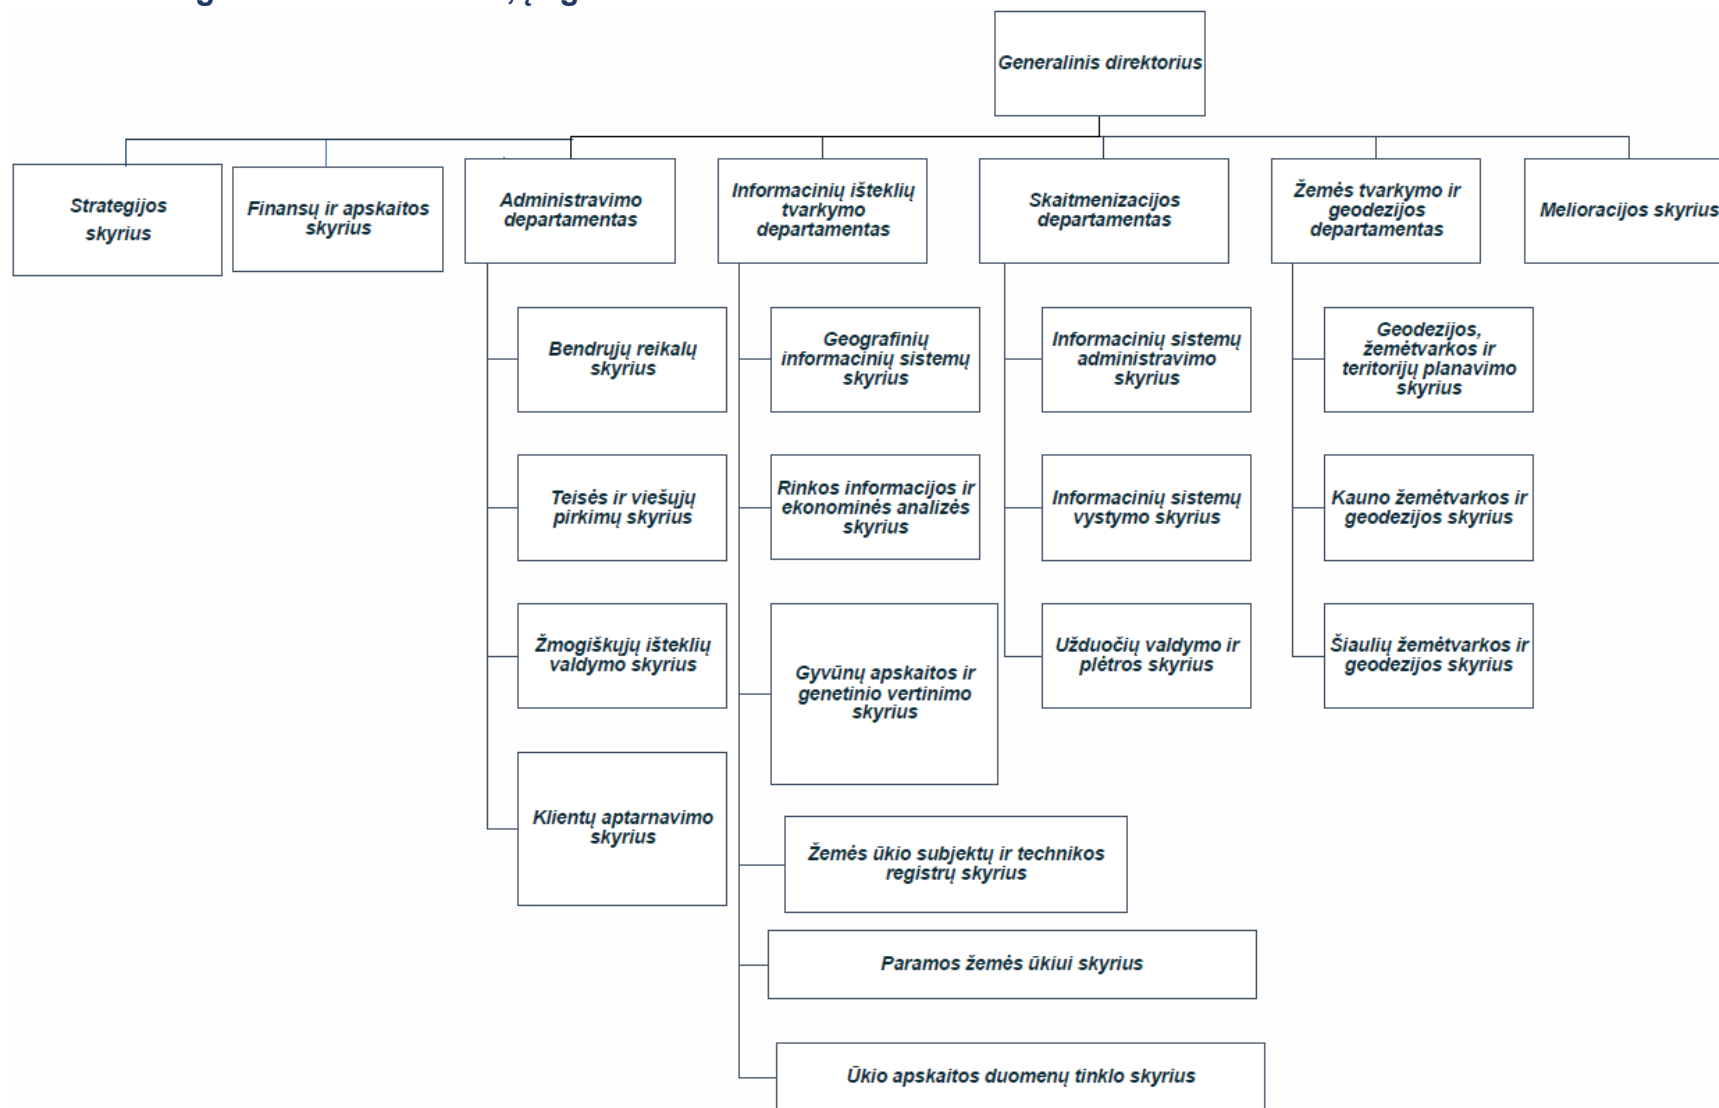 Generalinis direktorius
Strategijos
skyrius
Finansų ir apskaitos
skyrius
Administravimo
departamentas
Informacinių išteklių
tvarkymo
departamentas
Skaitmenizacijos
departamentas
Žemės tvarkymo ir
geodezijos
departamentas
Melioracijos skyrius
Bendrųjų reikalų
skyrius
Teisės ir viešųjų
pirkimų skyrius
Žmogiškųjų išteklių
valdymo skyrius
Klientų aptarnavimo
skyrius
Geografinių
informacinių sistemų
skyrius
Rinkos informacijos ir
ekonominės analizės
skyrius
Gyvūnų apskaitos ir
genetinio vertinimo
skyrius
Žemės ūkio subjektų ir technikos
registrų skyrius
Paramos žemės ūkiui skyrius
Ūkio apskaitos duomenų tinklo skyrius
Informacinių sistemų
administravimo
skyrius
Informacinių sistemų
vystymo skyrius
Užduočių valdymo ir
plėtros skyrius
Geodezijos,
žemėtvarkos ir
teritorijų planavimo
skyrius
Kauno žemėtvarkos ir
geodezijos skyrius
Šiaulių žemėtvarkos ir
geodezijos skyrius